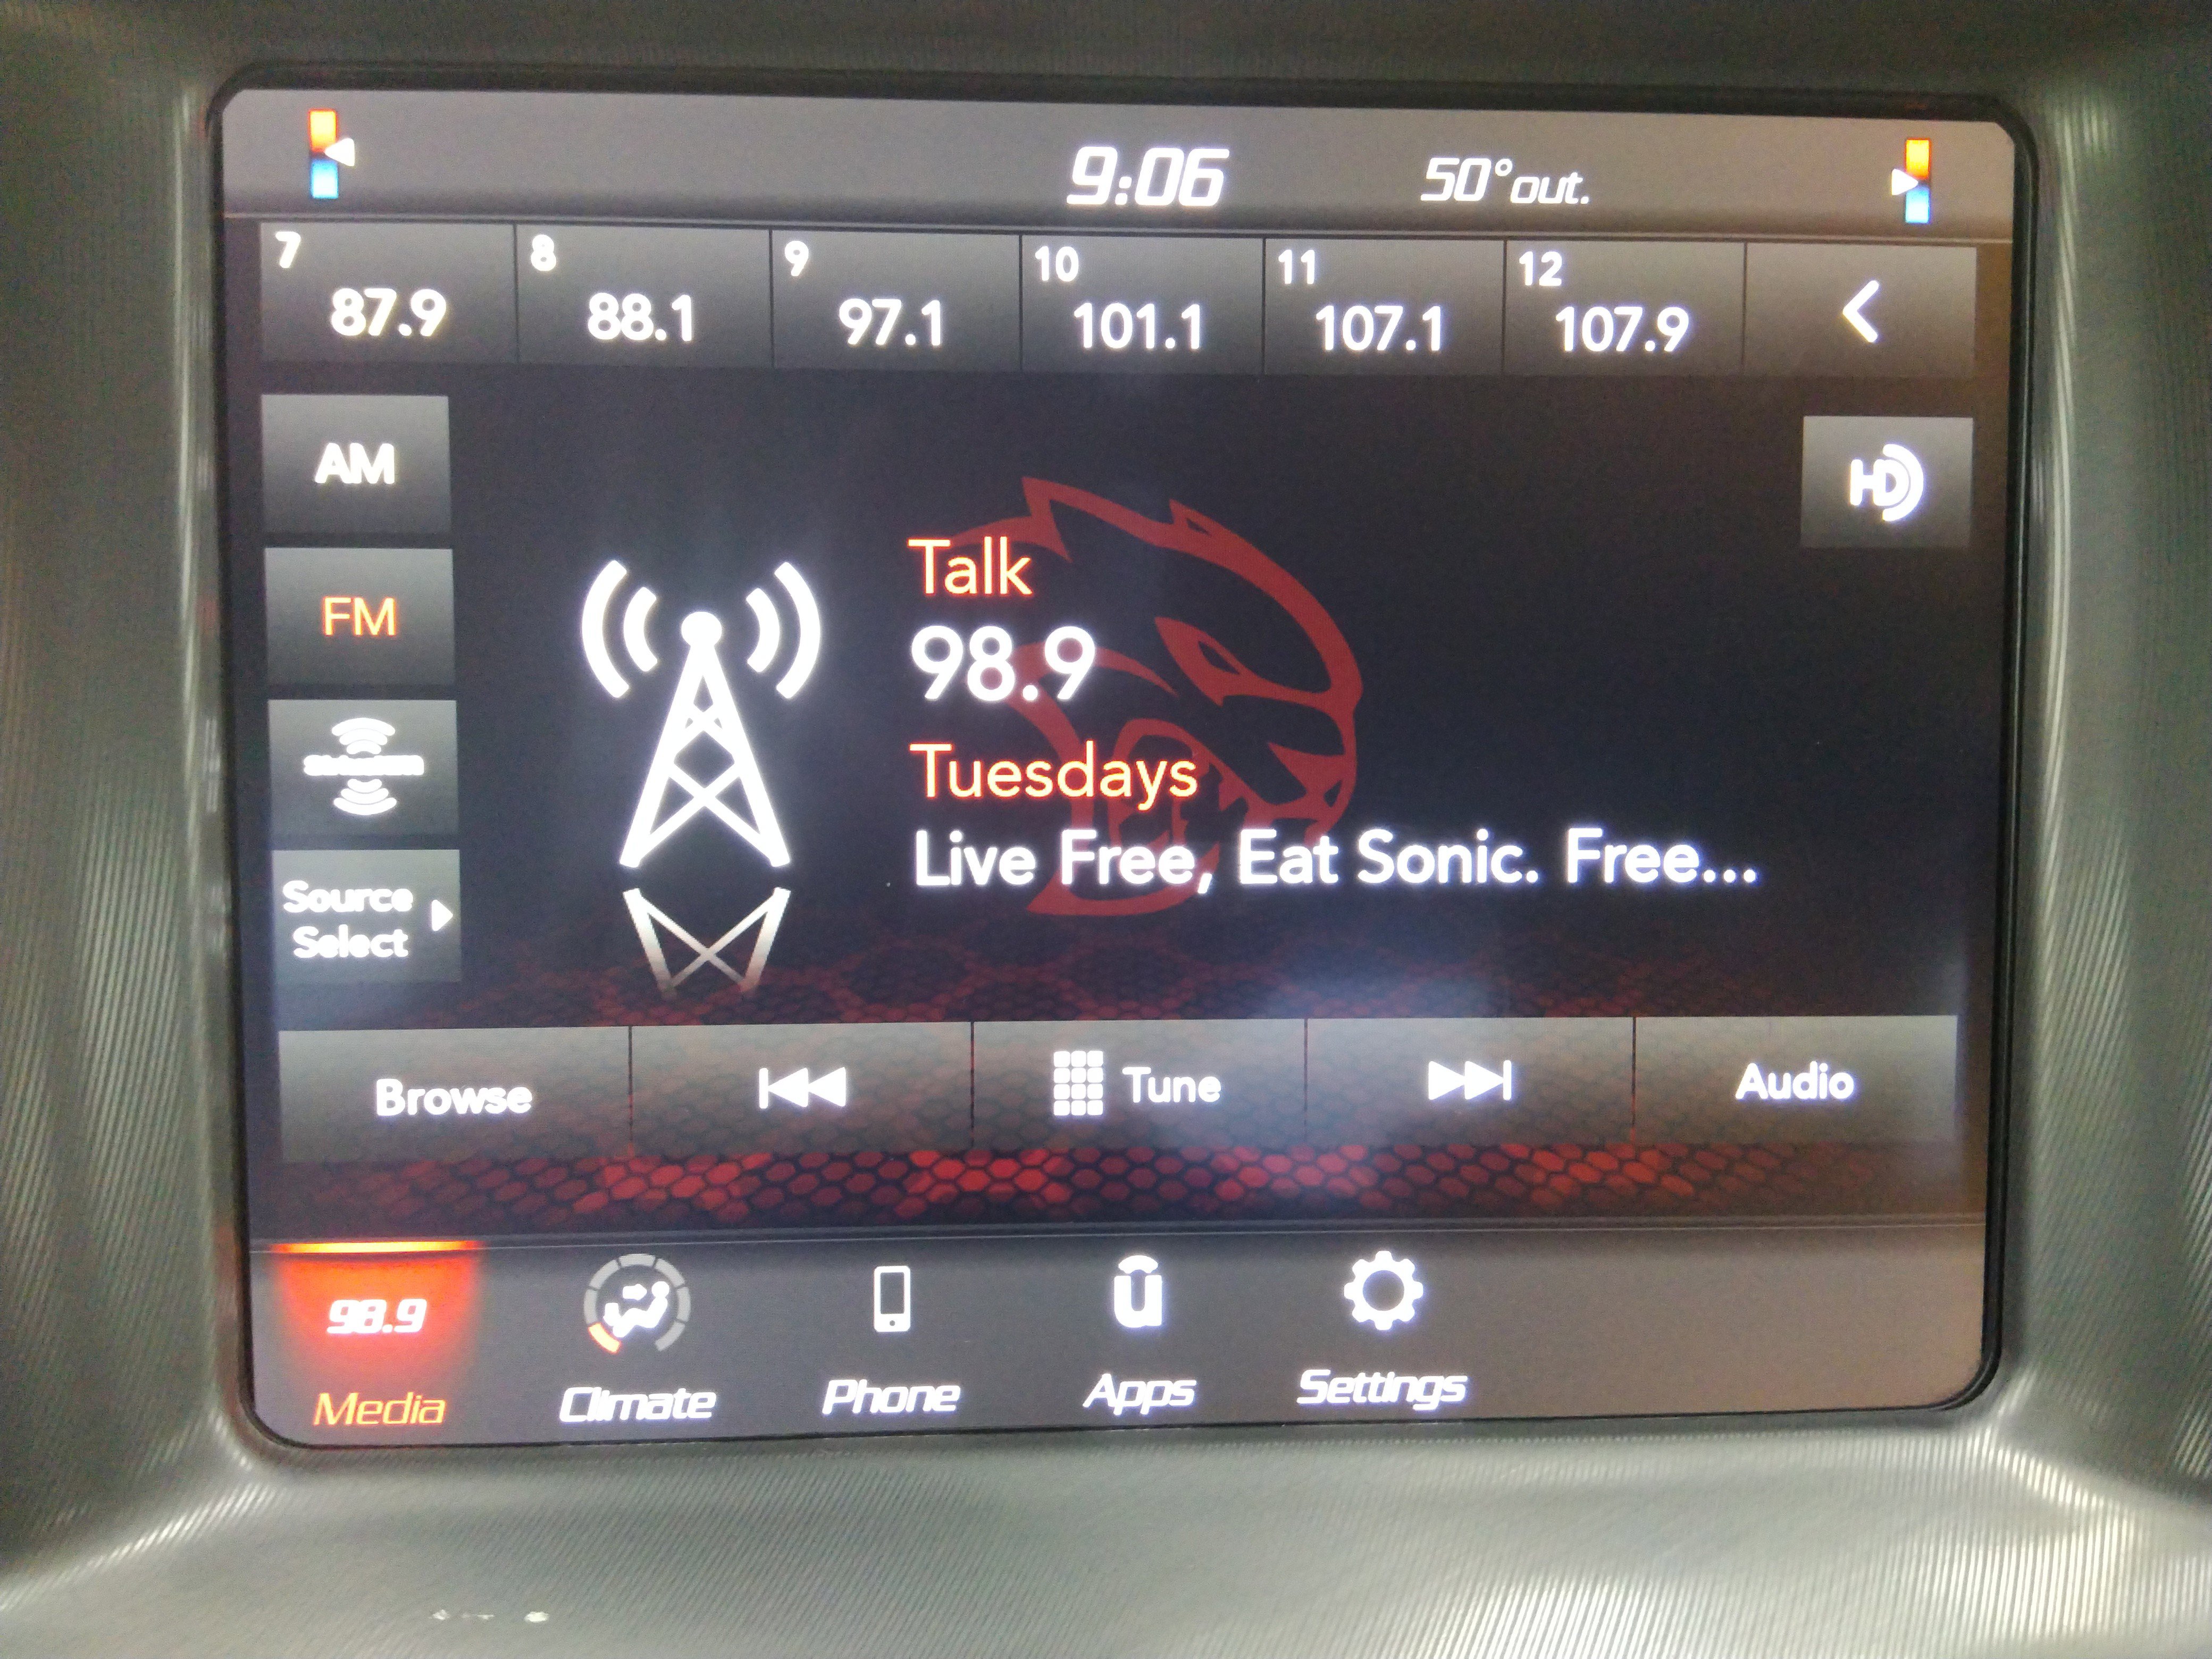 9:06 50°out.
7 8 9 10 11 12
87.9 88.1 97.1 101.1 107.1 107.9
AM
HD
FM
Talk
98.9
Tuesdays
Live Free, Eat Sonic. Free...
Source
Select
Browse Tune Audio
98.9 u
Media Climate Phone Apps Settings